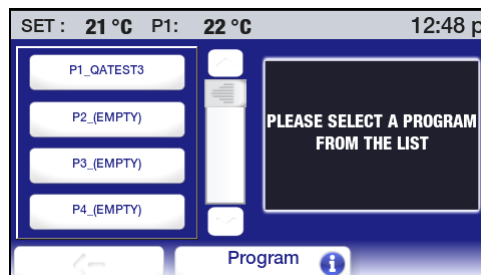 SET : 21 °C P1: 22 °C 12:48 p
P1_QATEST3
P2_(EMPTY)
P3_(EMPTY)
P4_(EMPTY)
PLEASE SELECT A PROGRAM
FROM THE LIST
Program i